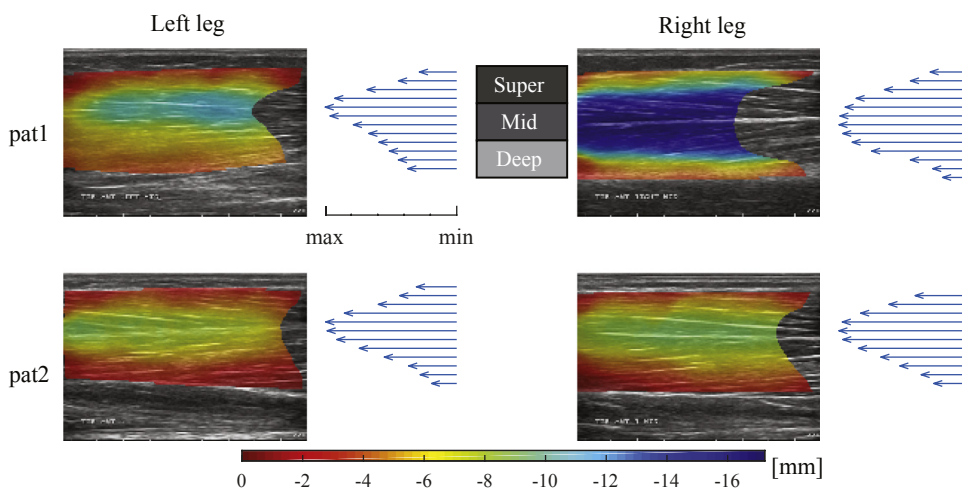 Left leg
Right leg
pat1
Super
Mid
Deep
max
min
pat2
0 -2 -4 -6 -8 -10 -12 -14 -16 [mm]